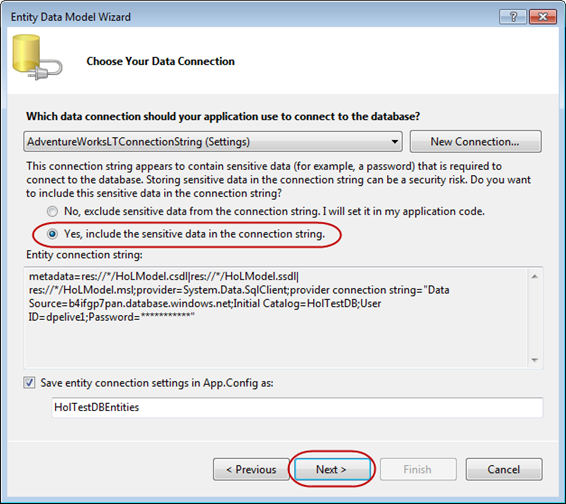 Entity Data Model Wizard
Choose Your Data Connection
Which data connection should your application use to connect to the database?
AdventureWorksLTConnectionString (Settings)
New Connection...
This connection string appears to contain sensitive data (for example, a password) that is required
to connect to the database. Storing sensitive data in the connection string can be a security risk. Do you want
to include this sensitive data in the connection string?
No, exclude sensitive data from the connection string. I will set it in my application code.
Yes, include the sensitive data in the connection string.
Entity connection string:
metadata=res://*/HoLModel.csdl|res://*/HoLModel.ssdl|
res://*/HoLModel.msl;provider=System.Data.SqlClient;provider connection string="Data
Source=b4ifgp7pan.database.windows.net;Initial Catalog=HolTestDB;User
ID=dpelive1;Password=***********"
Save entity connection settings in App.Config as:
HolTestDBEntities
< Previous
Next >
Finish
Cancel